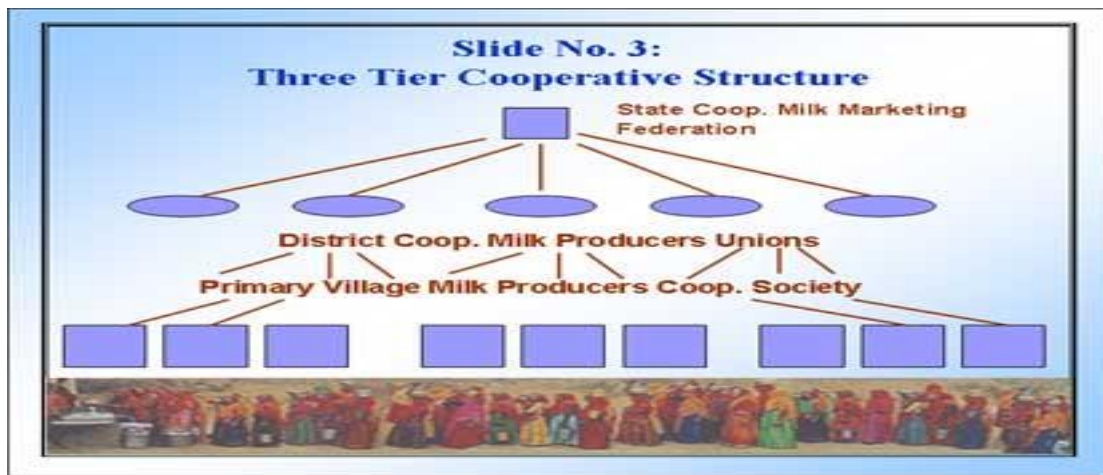 Slide No. 3:
Three Tier Cooperative Structure
State Coop. Milk Marketing
Federation
District Coop. Milk Producers Unions
Primary Village Milk Producers Coop. Society